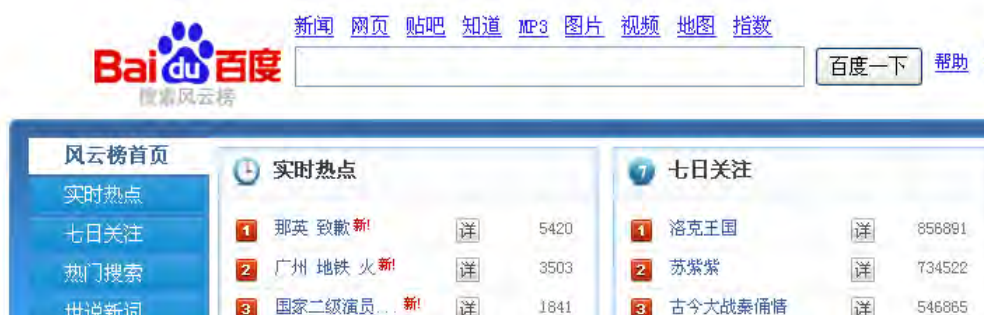 新闻 网页 贴吧 知道 MP3 图片 视频 地图 指数
Bai du 百度
百度一下 帮助
搜索风云榜
风云榜首页
实时热点
七日关注
热门搜索
世说新词
实时热点
1 那英 致歉 新! 详 5420
2 广州 地铁 火 新! 详 3503
3 国家二级演员... 新! 详 1841
7 七日关注
1 洛克王国 详 856891
2 苏紫紫 详 734522
3 古今大战秦俑情 详 546865